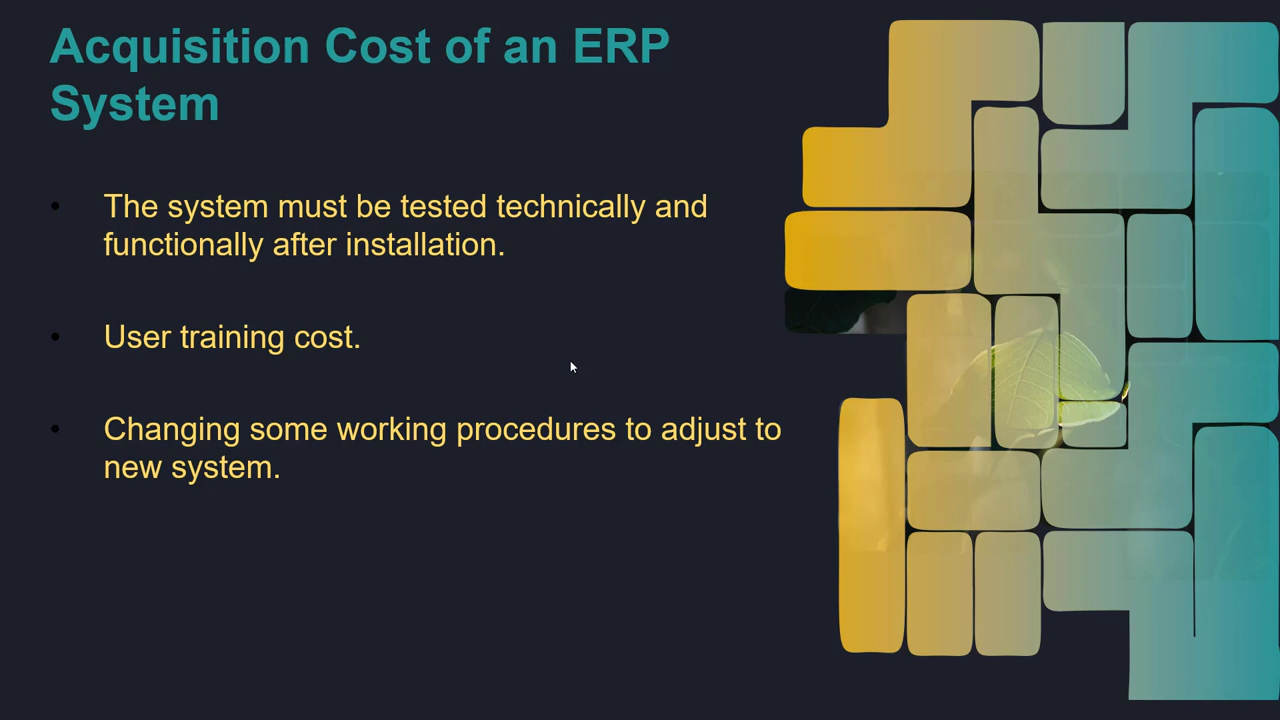 Acquisition Cost of an ERP
System
• The system must be tested technically and
functionally after installation.
• User training cost.
• Changing some working procedures to adjust to
new system.